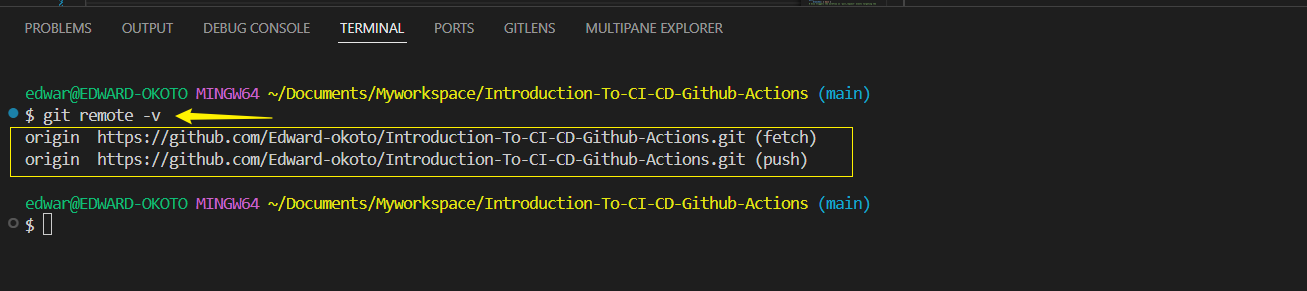 PROBLEMS OUTPUT DEBUG CONSOLE TERMINAL PORTS GITLENS MULTIPANE EXPLORER
edwar@EDWARD-OKOTO MINGW64 ~/Documents/Myworkspace/Introduction-To-CI-CD-Github-Actions (main)
$ git remote -v
origin  https://github.com/Edward-okoto/Introduction-To-CI-CD-Github-Actions.git (fetch)
origin  https://github.com/Edward-okoto/Introduction-To-CI-CD-Github-Actions.git (push)
edwar@EDWARD-OKOTO MINGW64 ~/Documents/Myworkspace/Introduction-To-CI-CD-Github-Actions (main)
$